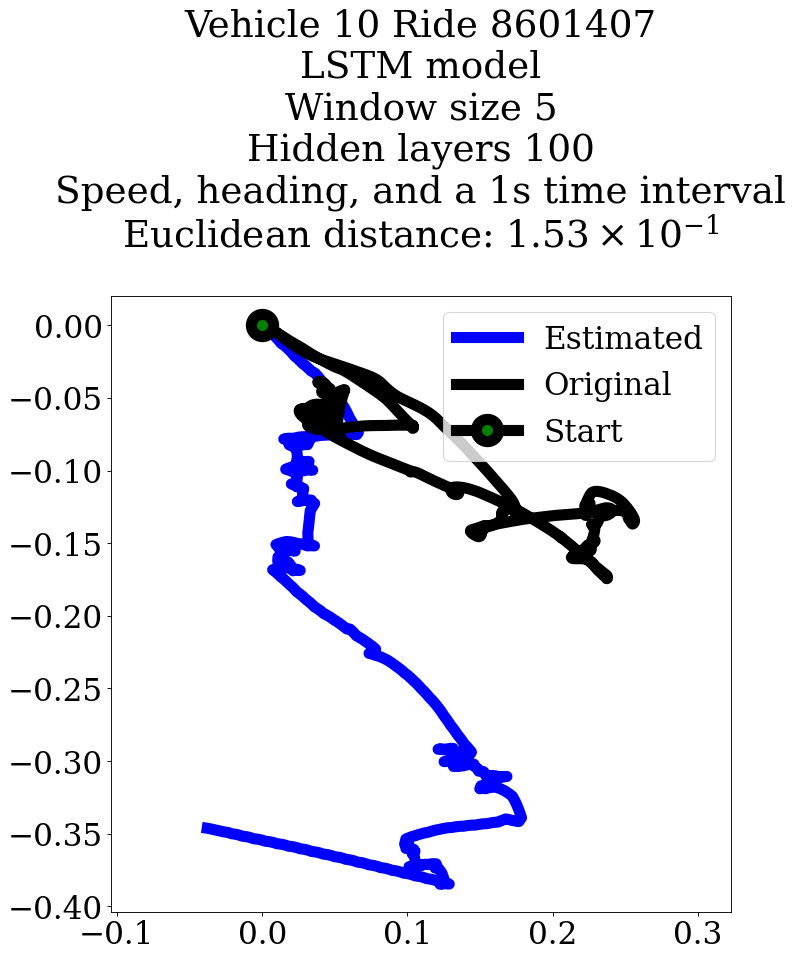 Vehicle 10 Ride 8601407
LSTM model
Window size 5
Hidden layers 100
Speed, heading, and a 1s time interval
Euclidean distance: 1.53 × 10⁻¹
Estimated
Original
Start
0.00
−0.05
−0.10
−0.15
−0.20
−0.25
−0.30
−0.35
−0.40
−0.1 0.0 0.1 0.2 0.3